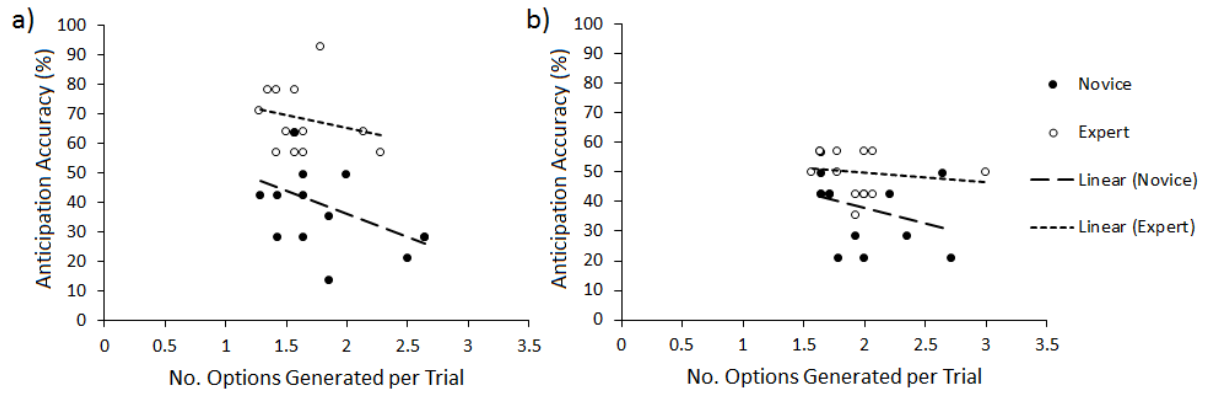 a)
Anticipation Accuracy (%)
100
90
80
70
60
50
40
30
20
10
0
0 0.5 1 1.5 2 2.5 3 3.5
No. Options Generated per Trial
b)
Anticipation Accuracy (%)
100
90
80
70
60
50
40
30
20
10
0
0 0.5 1 1.5 2 2.5 3 3.5
No. Options Generated per Trial
Novice
Expert
Linear (Novice)
Linear (Expert)